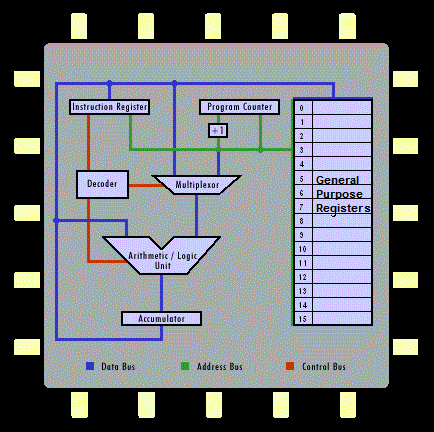 Instruction Register
Program Counter
+1
Decoder
Multiplexor
Arithmetic / Logic
Unit
Accumulator
0
1
2
3
4
5 General
6 Purpose
7 Registers
8
9
10
11
12
13
14
15
Data Bus
Address Bus
Control Bus